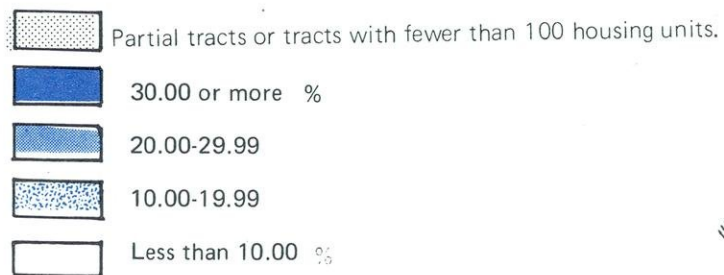 Partial tracts or tracts with fewer than 100 housing units.
30.00 or more %
20.00-29.99
10.00-19.99
Less than 10.00 %